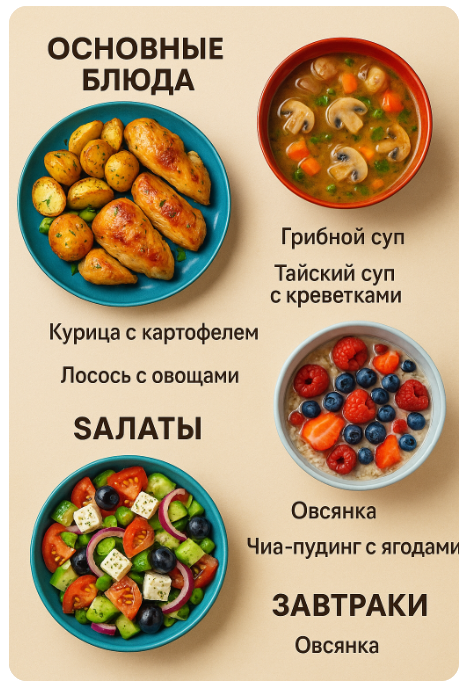 ОСНОВНЫЕ
БЛЮДА
Курица с картофелем
Лосось с овощами
SАЛАТЫ
Грибной суп
Тайский суп
с креветками
Овсянка
Чиа-пудинг с ягодами
ЗАВТРАКИ
Овсянка